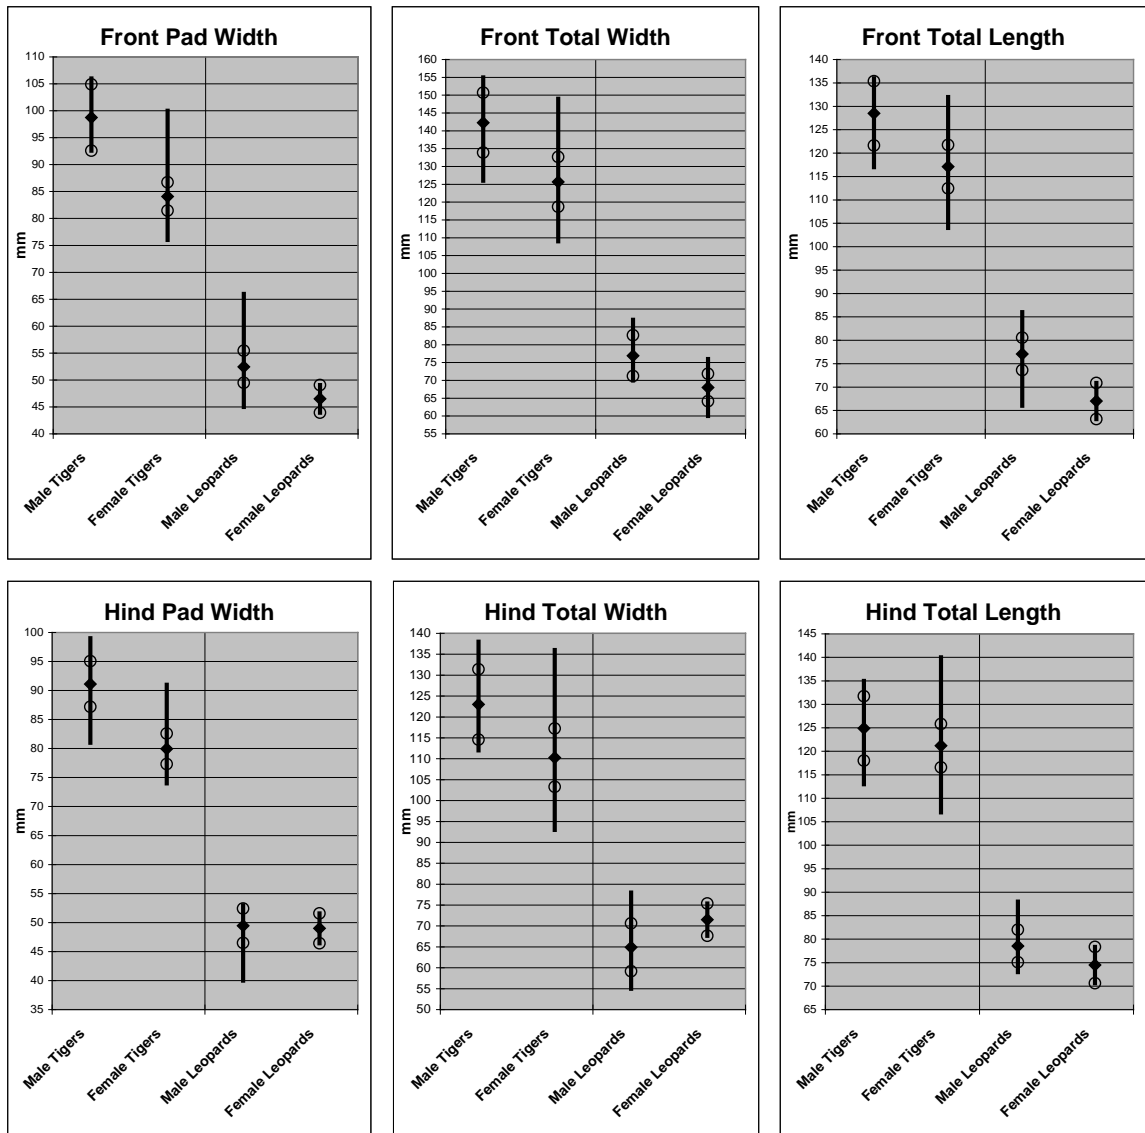 Front Pad Width
110
105
100
95
90
85
80
75
70
65
60
55
50
45
40
mm
Male Tigers
Female Tigers
Male Leopards
Female Leopards
Front Total Width
160
155
150
145
140
135
130
125
120
115
110
105
100
95
90
85
80
75
70
65
60
55
mm
Male Tigers
Female Tigers
Male Leopards
Female Leopards
Front Total Length
140
135
130
125
120
115
110
105
100
95
90
85
80
75
70
65
60
mm
Male Tigers
Female Tigers
Male Leopards
Female Leopards
Hind Pad Width
100
95
90
85
80
75
70
65
60
55
50
45
40
35
mm
Male Tigers
Female Tigers
Male Leopards
Female Leopards
Hind Total Width
140
135
130
125
120
115
110
105
100
95
90
85
80
75
70
65
60
55
50
mm
Male Tigers
Female Tigers
Male Leopards
Female Leopards
Hind Total Length
145
140
135
130
125
120
115
110
105
100
95
90
85
80
75
70
65
mm
Male Tigers
Female Tigers
Male Leopards
Female Leopards